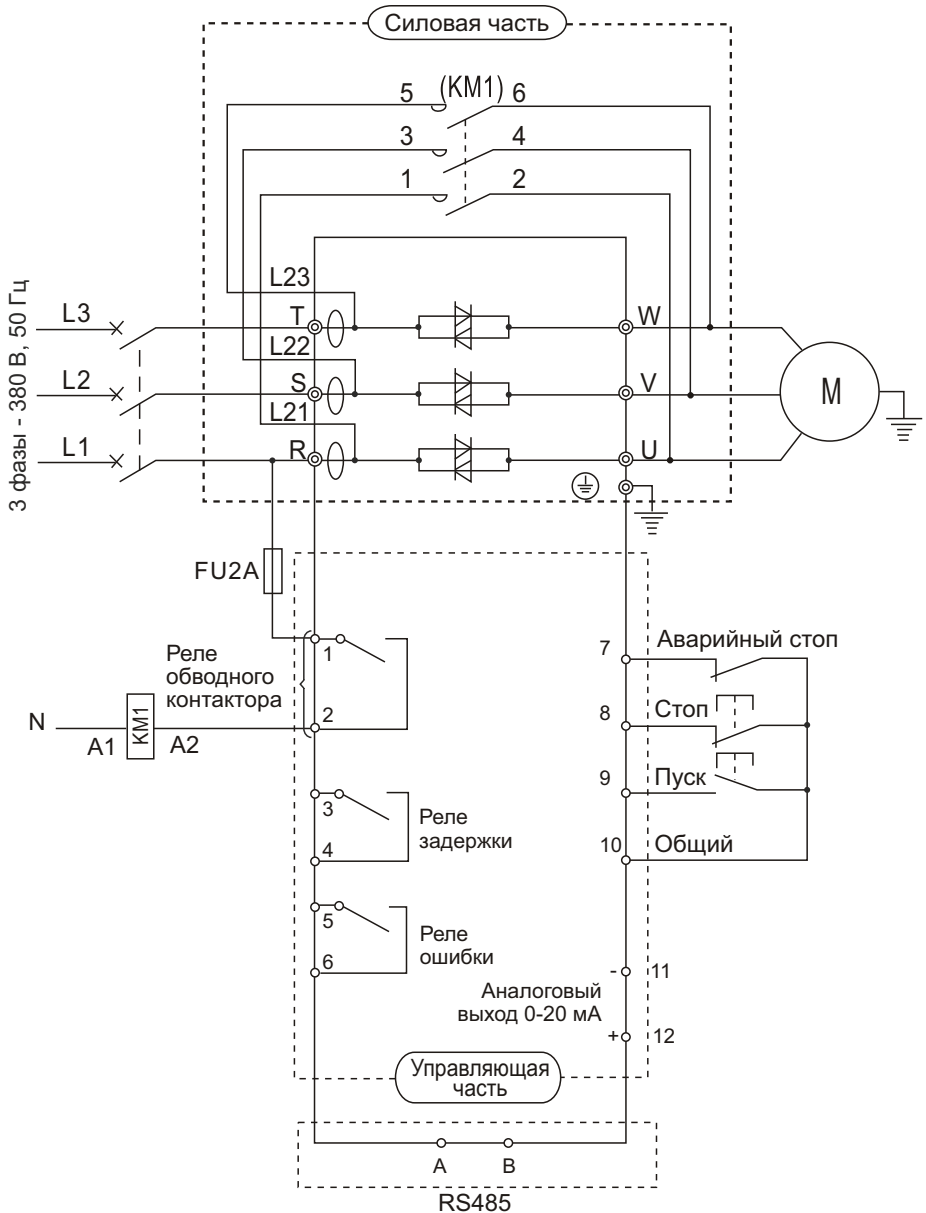 Силовая часть
5 (KM1) 6
3 4
1 2
3 фазы - 380 В, 50 Гц
L23
L3 T W
L22
L2 S V M
L21
L1 R U
FU2A
Реле
обводного
контактора
1
2
N
A1 KM1 A2
7 Аварийный стоп
8 Стоп
9 Пуск
10 Общий
3
4
Реле
задержки
5
6
Реле
ошибки
- 11
Аналоговый
выход 0-20 мА
+ 12
Управляющая
часть
A B
RS485